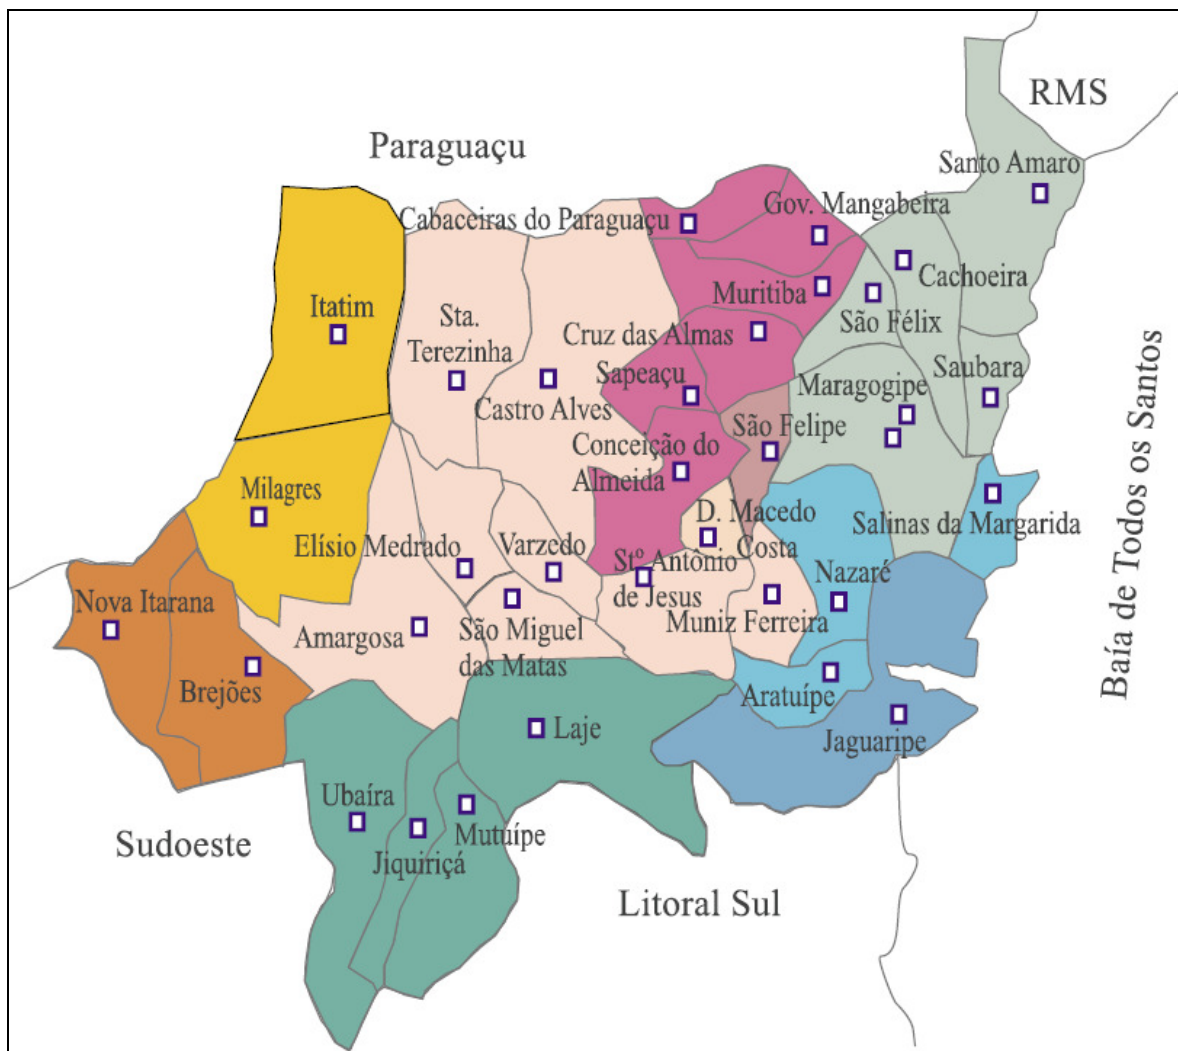 RMS
Paraguaçu
Santo Amaro
Gov. Mangabeira
Cabaceiras do Paraguaçu
Cachoeira
Muritiba
Itatim
Sta.
Terezinha
São Félix
Cruz das Almas
Sapeaçu
Saubara
Maragogipe
Castro Alves
São Felipe
Conceição do
Almeida
Milagres
D. Macedo
Costa
Salinas da Margarida
Baía de Todos os Santos
Elísio Medrado
Varzedo
Stº Antônio
de Jesus
Nazaré
Nova Itarana
Amargosa
São Miguel
das Matas
Muniz Ferreira
Brejões
Aratuípe
Laje
Jaguaripe
Ubaíra
Mutuípe
Jiquiriçá
Sudoeste
Litoral Sul